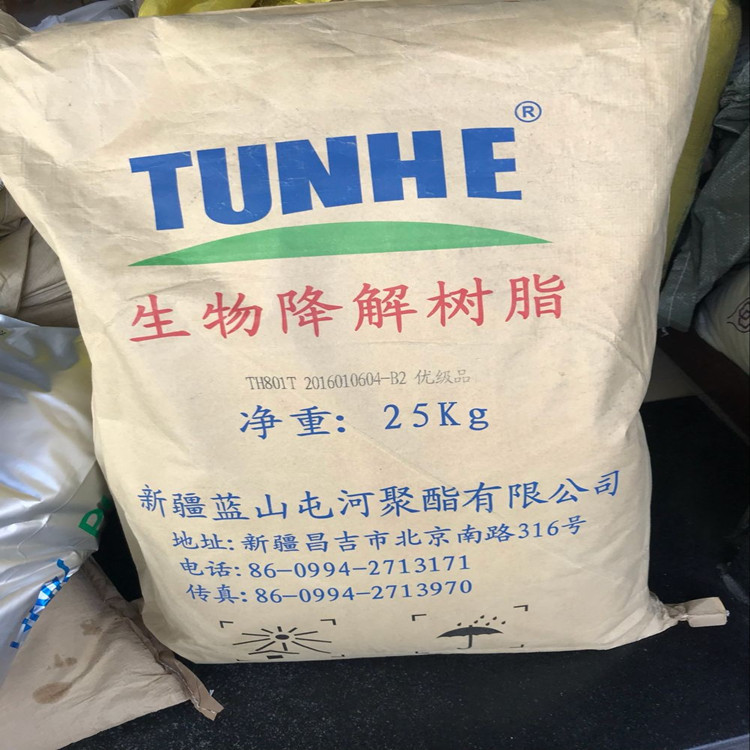 TUNHE®
生物降解树脂
TH801T 2016010604-B2 优级品
净重: 25Kg
新疆蓝山屯河聚酯有限公司
地址:新疆昌吉市北京南路316号
电话:86-0994-2713171
传真:86-0994-2713970